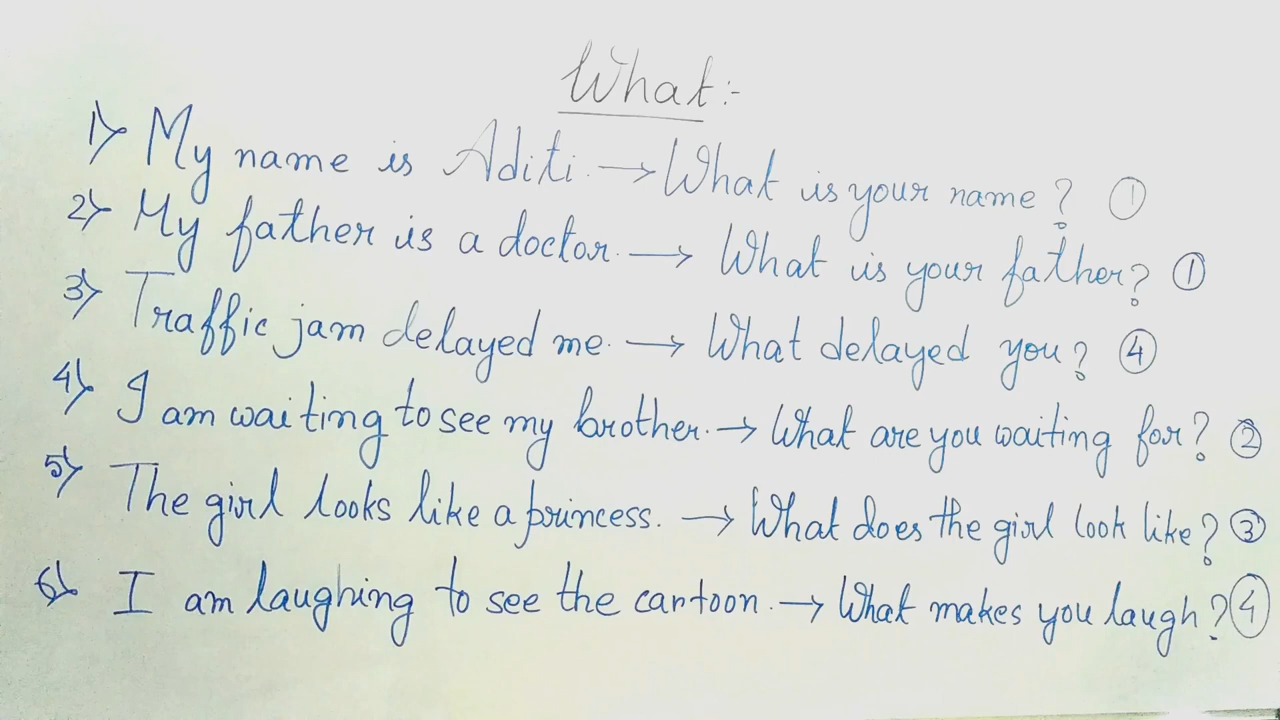 What:-
1) My name is Aditi. → What is your name? ①
2) My father is a doctor. → What is your father? ①
3) Traffic jam delayed me. → What delayed you? ④
4) I am waiting to see my brother. → What are you waiting for? ②
5) The girl looks like a princess. → What does the girl look like? ③
6) I am laughing to see the cartoon. → What makes you laugh? ④